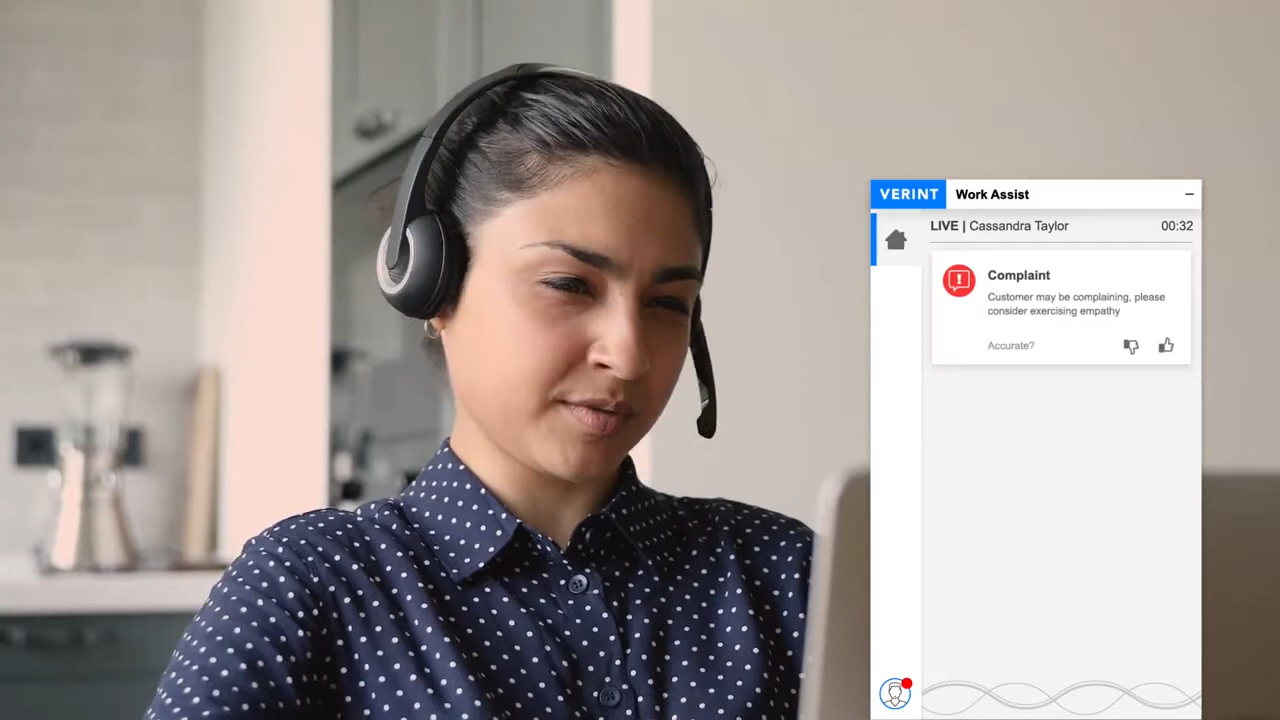 VERINT Work Assist
LIVE | Cassandra Taylor 00:32
Complaint
Customer may be complaining, please
consider exercising empathy
Accurate?